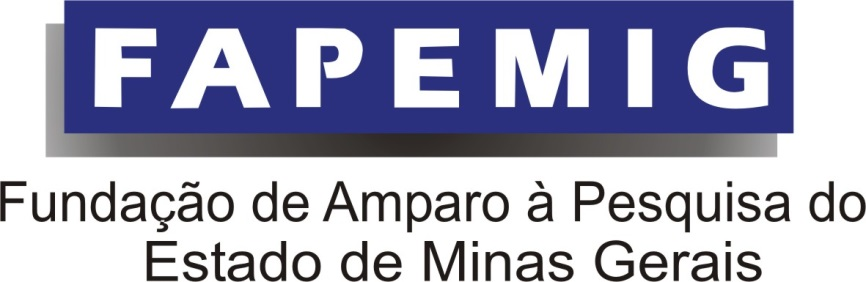 FAPEMIG
Fundação de Amparo à Pesquisa do
Estado de Minas Gerais